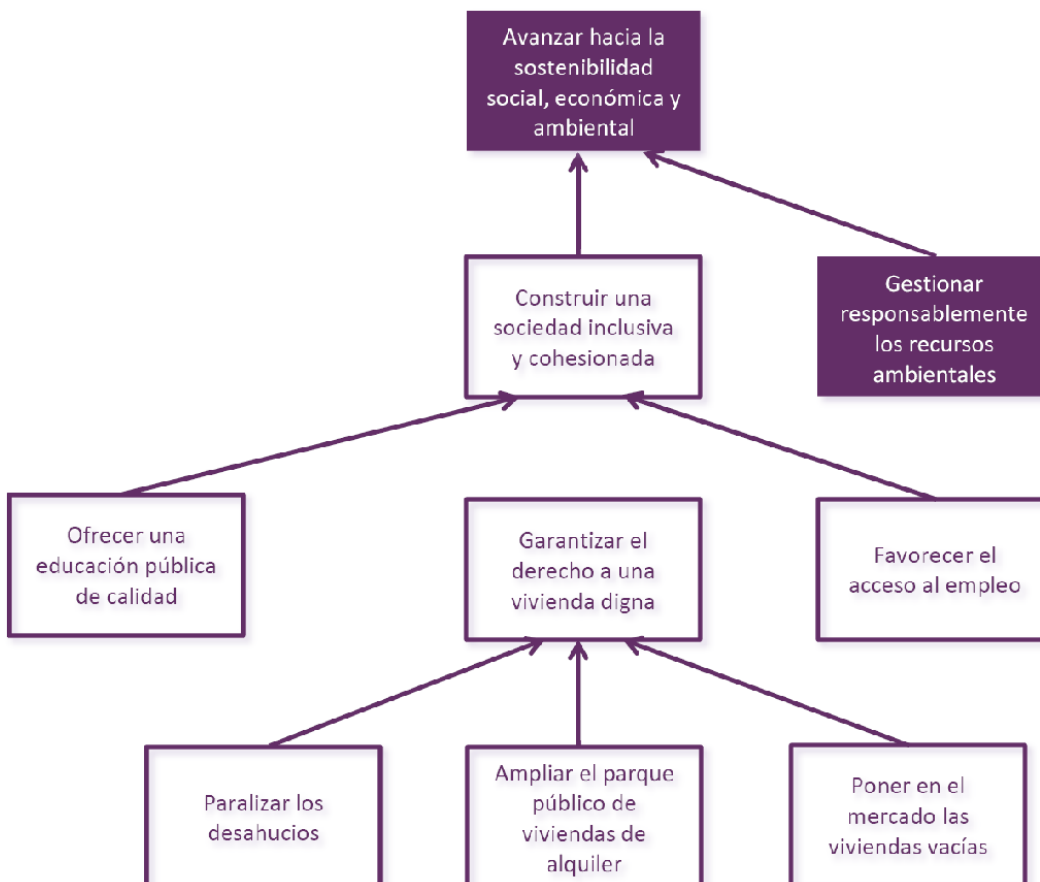 Avanzar hacia la
sostenibilidad
social, económica y
ambiental
Construir una
sociedad inclusiva
y cohesionada
Gestionar
responsablemente
los recursos
ambientales
Ofrecer una
educación pública
de calidad
Garantizar el
derecho a una
vivienda digna
Favorecer el
acceso al empleo
Paralizar los
desahucios
Ampliar el parque
público de
viviendas de
alquiler
Poner en el
mercado las
viviendas vacías